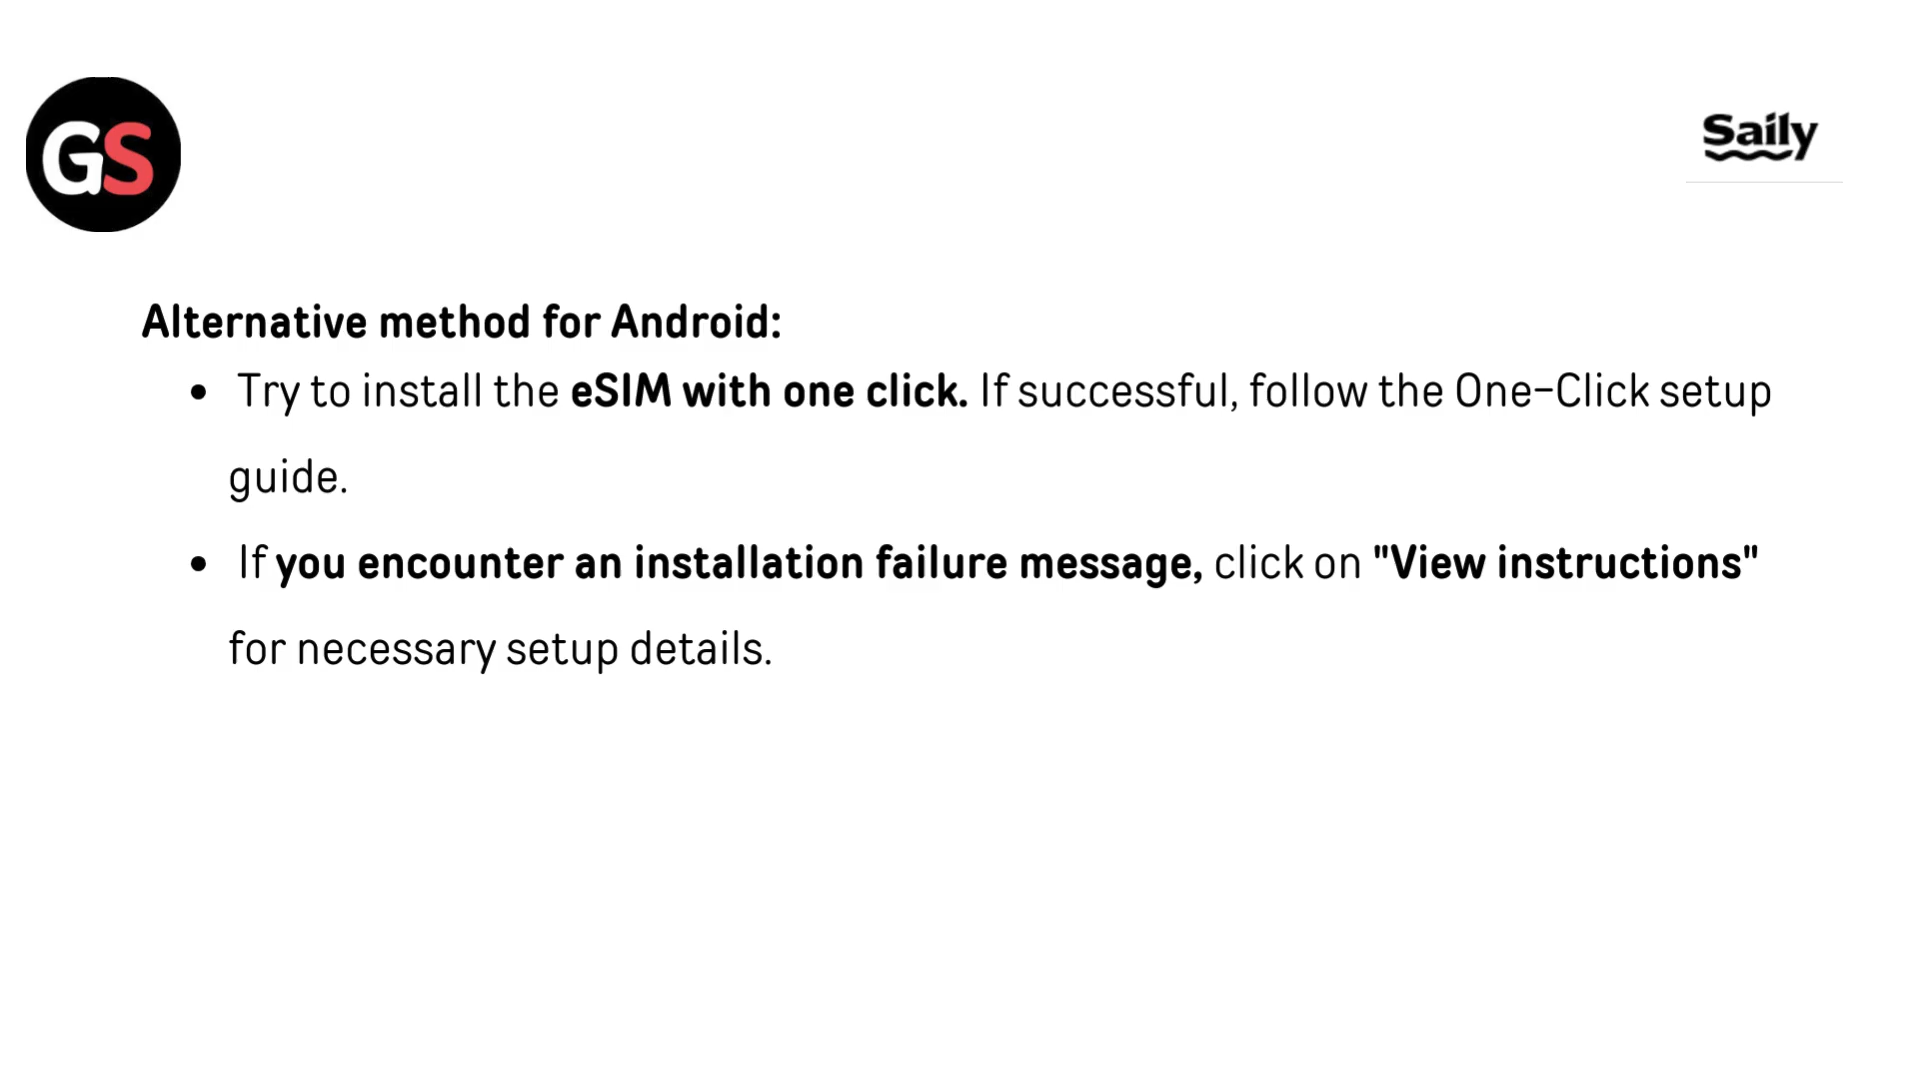 GS
Saily
Alternative method for Android:
• Try to install the eSIM with one click. If successful, follow the One-Click setup
guide.
• If you encounter an installation failure message, click on "View instructions"
for necessary setup details.